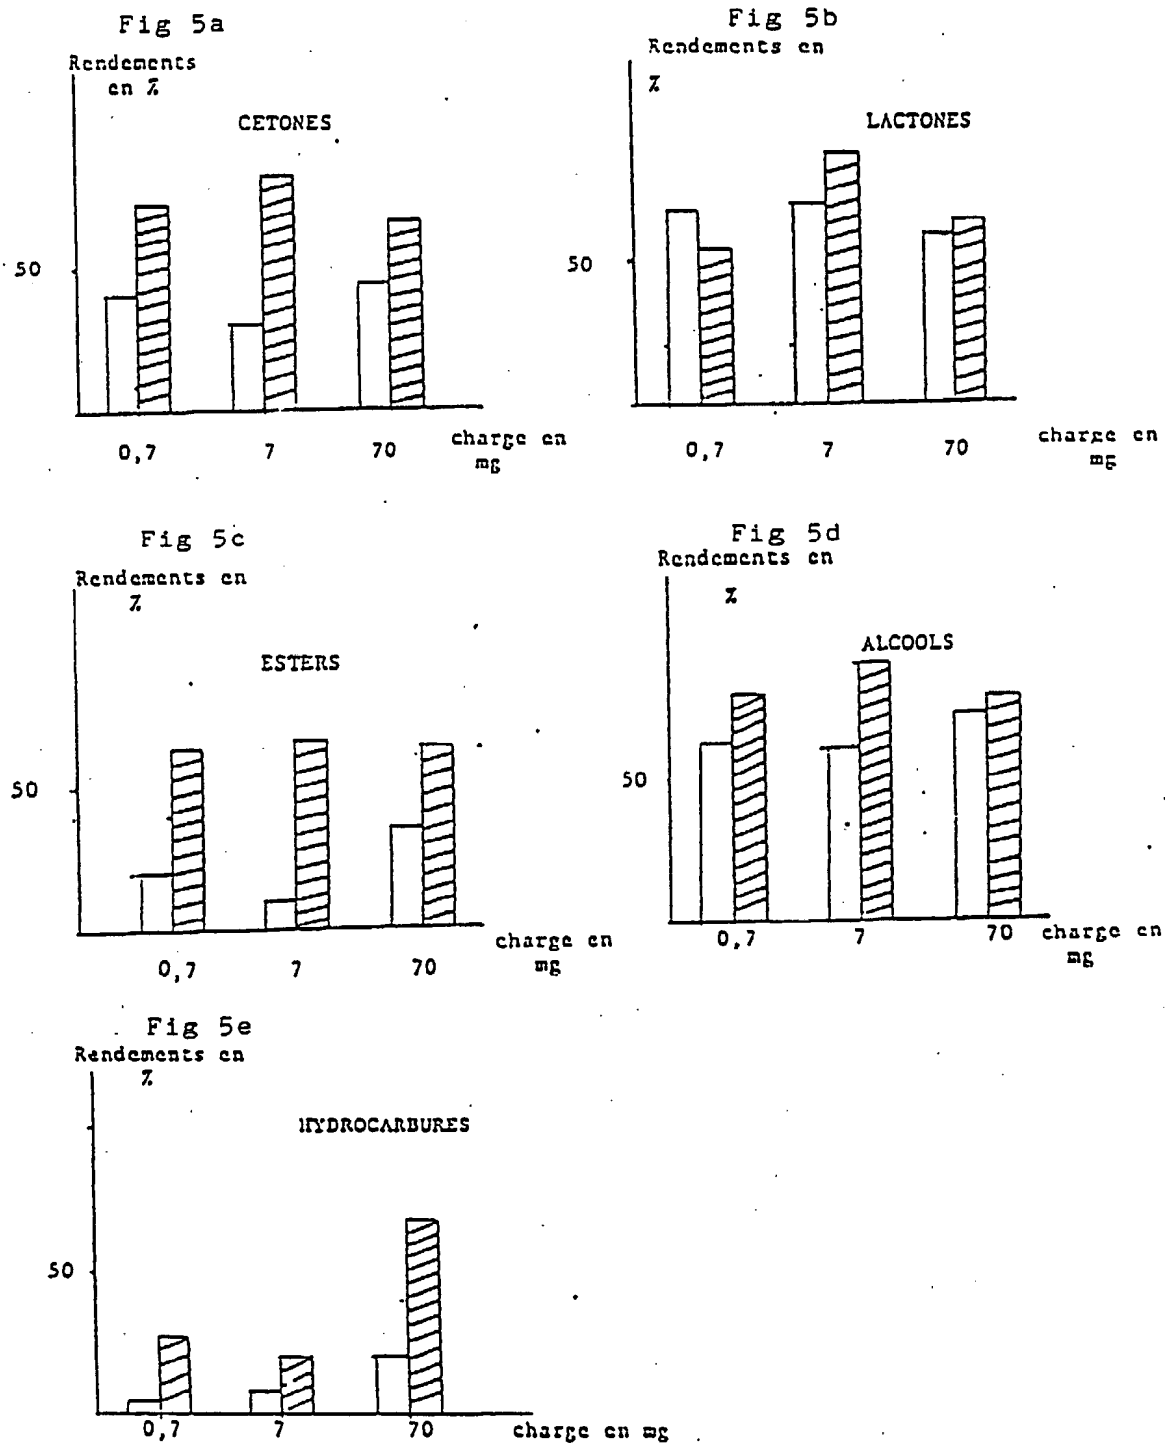 Fig 5a
Rendements
en %
CETONES
50
0,7 7 70 charge en
mg
Fig 5b
Rendements en
%
LACTONES
50
0,7 7 70 charge en
mg
Fig 5c
Rendements en
%
ESTERS
50
0,7 7 70 charge en
mg
Fig 5d
Rendements en
%
ALCOOLS
50
0,7 7 70 charge en
mg
Fig 5e
Rendements en
%
HYDROCARBURES
50
0,7 7 70 charge en mg